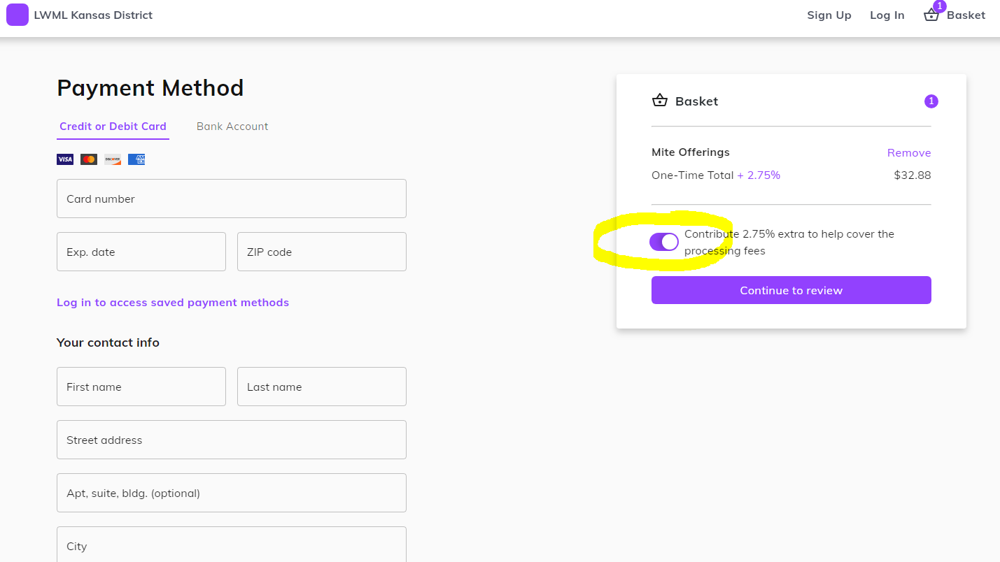 LWML Kansas District
Sign Up Log In 1 Basket
Payment Method
Credit or Debit Card Bank Account
VISA DISCOVER AM EX
Card number
Exp. date ZIP code
Log in to access saved payment methods
Your contact info
First name Last name
Street address
Apt, suite, bldg. (optional)
City
Basket 1
Mite Offerings Remove
One-Time Total + 2.75% $32.88
Contribute 2.75% extra to help cover the
processing fees
Continue to review